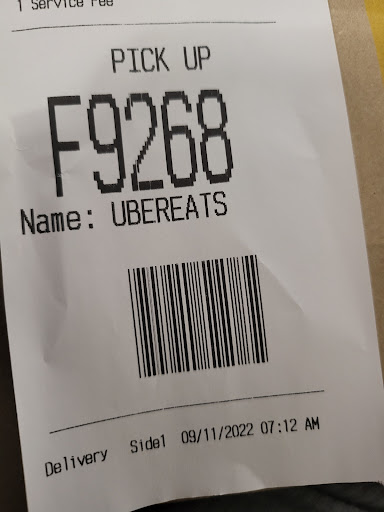 1 Service Fee
PICK UP
F9268
Name: UBEREATS
Delivery Side1 09/11/2022 07:12 AM